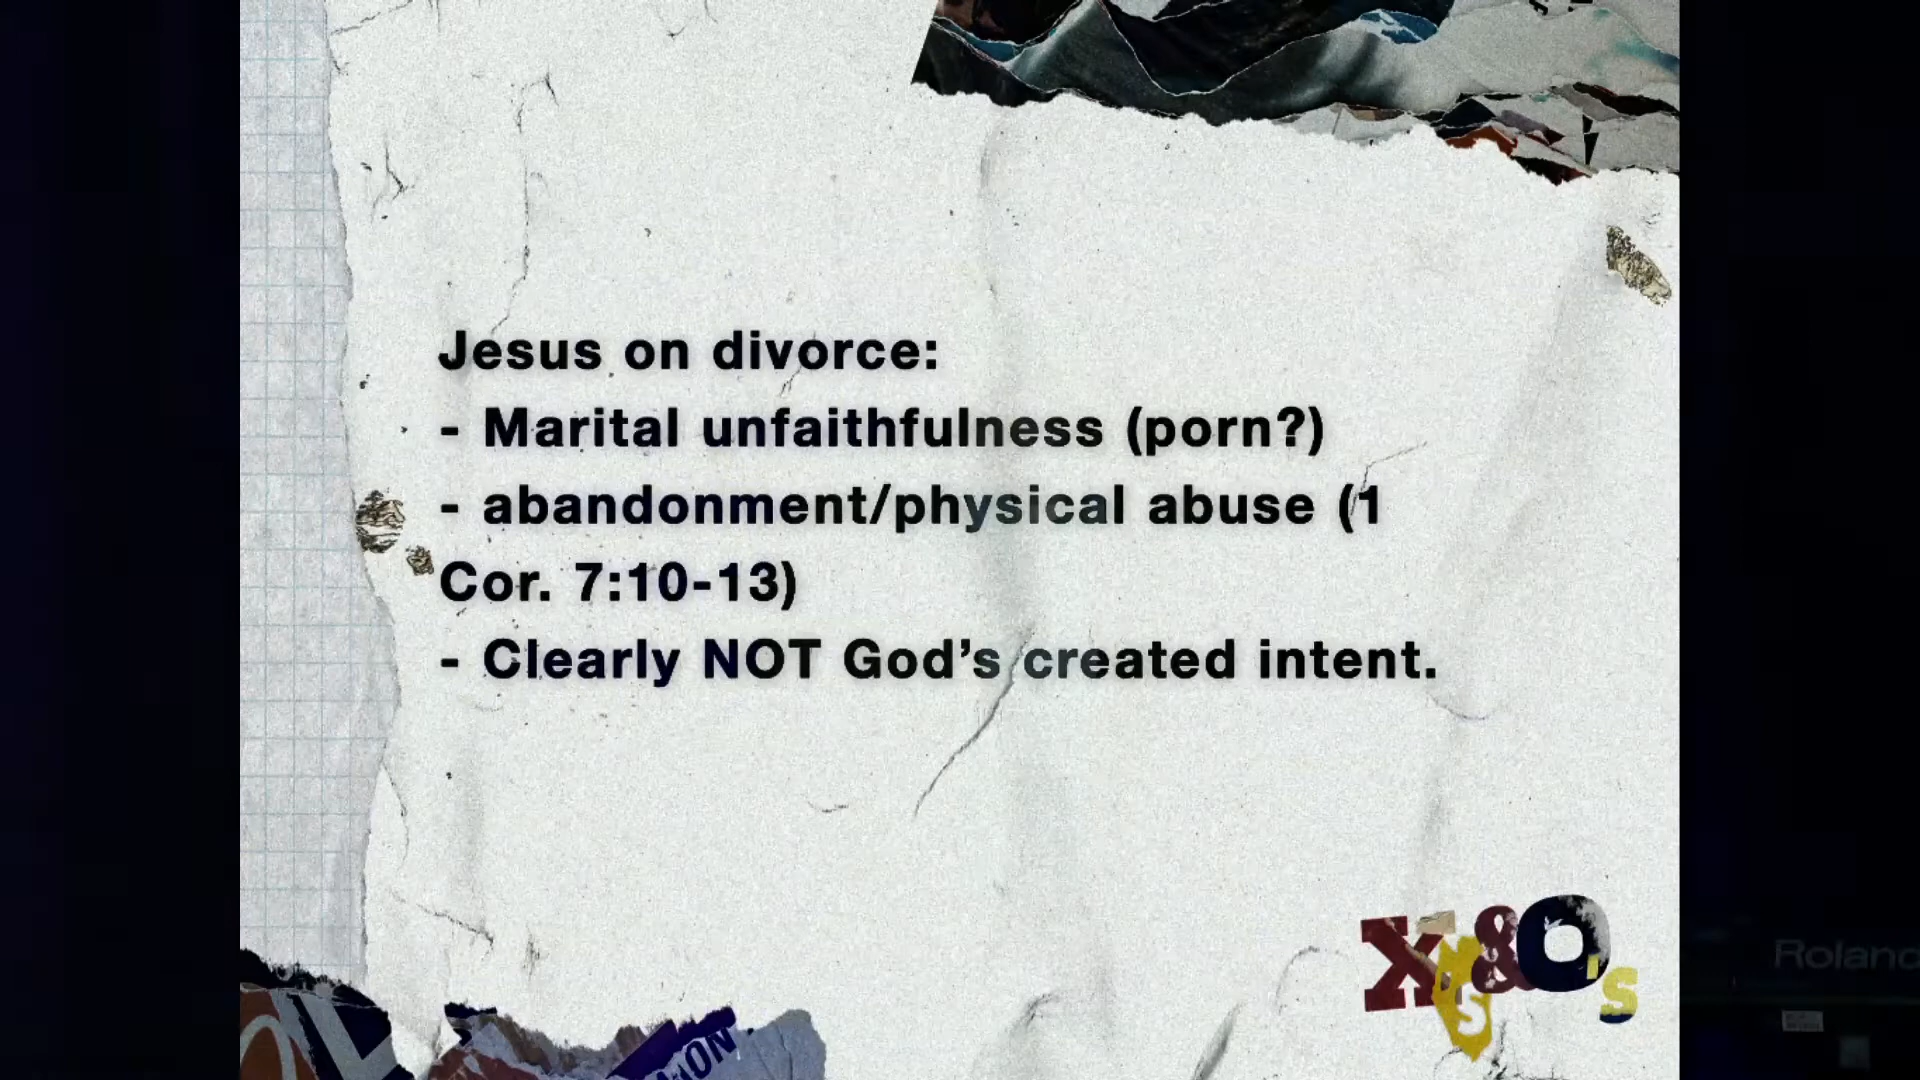 Jesus on divorce:
- Marital unfaithfulness (porn?)
- abandonment/physical abuse (1
Cor. 7:10-13)
- Clearly NOT God’s created intent.
X's & O's
Roland